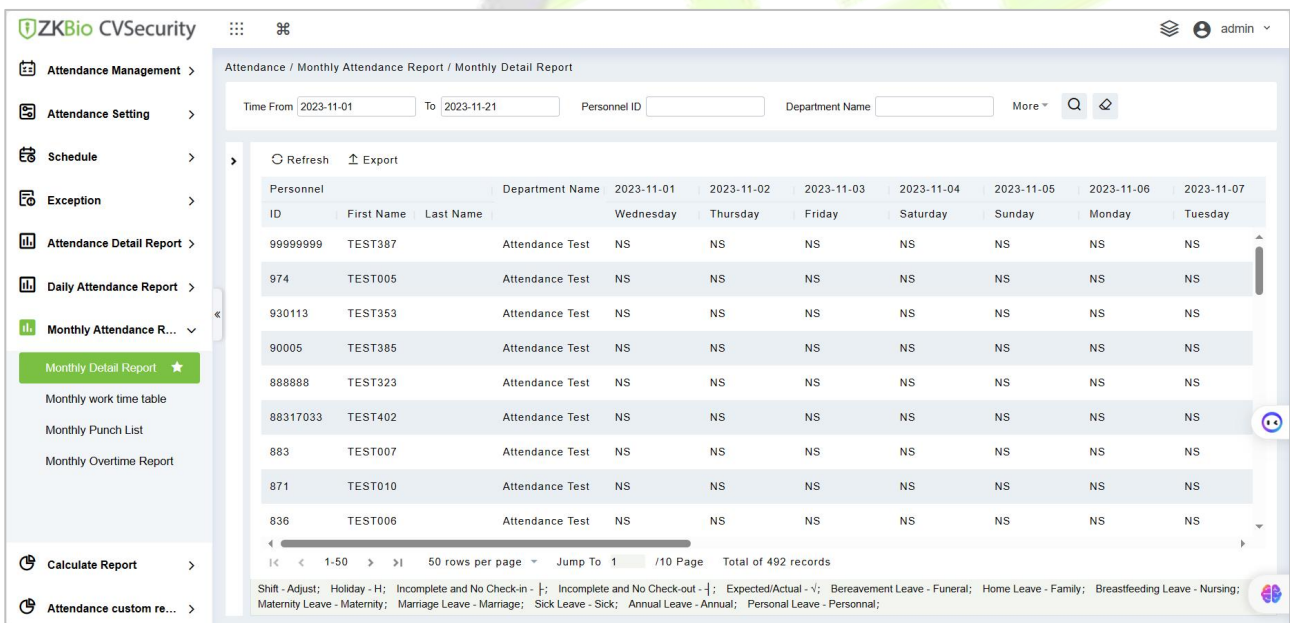 ZKBio CVSecurity
admin
Attendance Management
Attendance Setting
Schedule
Exception
Attendance Detail Report
Daily Attendance Report
Monthly Attendance R...
Monthly Detail Report
Monthly work time table
Monthly Punch List
Monthly Overtime Report
Calculate Report
Attendance custom re...
Attendance / Monthly Attendance Report / Monthly Detail Report
Time From 2023-11-01 To 2023-11-21 Personnel ID Department Name More
Refresh Export
Personnel Department Name 2023-11-01 2023-11-02 2023-11-03 2023-11-04 2023-11-05 2023-11-06 2023-11-07
ID First Name Last Name Wednesday Thursday Friday Saturday Sunday Monday Tuesday
99999999 TEST387 Attendance Test NS NS NS NS NS NS NS
974 TEST005 Attendance Test NS NS NS NS NS NS NS
930113 TEST353 Attendance Test NS NS NS NS NS NS NS
90005 TEST385 Attendance Test NS NS NS NS NS NS NS
888888 TEST323 Attendance Test NS NS NS NS NS NS NS
88317033 TEST402 Attendance Test NS NS NS NS NS NS NS
883 TEST007 Attendance Test NS NS NS NS NS NS NS
871 TEST010 Attendance Test NS NS NS NS NS NS NS
836 TEST006 Attendance Test NS NS NS NS NS NS NS
1-50 50 rows per page Jump To 1 /10 Page Total of 492 records
Shift - Adjust; Holiday - H; Incomplete and No Check-in - ├; Incomplete and No Check-out - ┤; Expected/Actual - √; Bereavement Leave - Funeral; Home Leave - Family; Breastfeeding Leave - Nursing;
Maternity Leave - Maternity; Marriage Leave - Marriage; Sick Leave - Sick; Annual Leave - Annual; Personal Leave - Personnal;